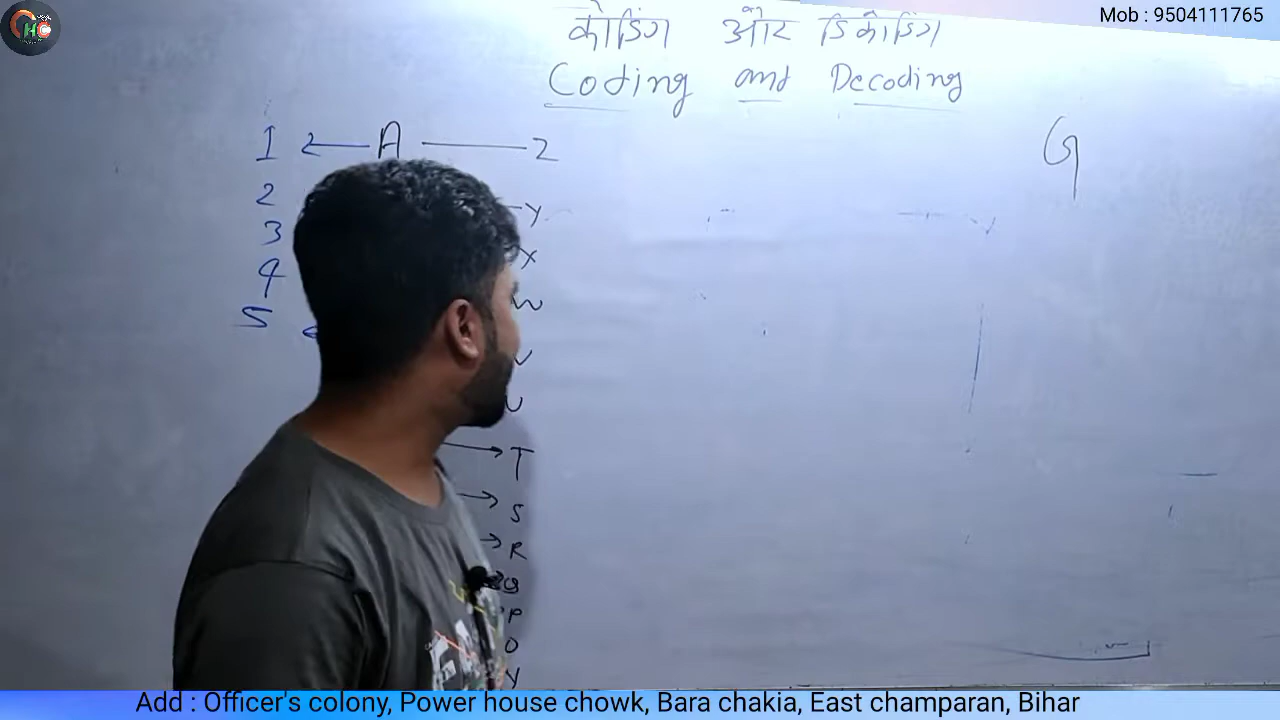 HC
Mob : 9504111765
कोडिंग और डिकोडिंग
Coding and Decoding
1 ← A — Z
G
2 — Y
3 X
4 W
5 V
U
→ T
→ S
→ R
→ Q
P
O
Add : Officer's colony, Power house chowk, Bara chakia, East champaran, Bihar